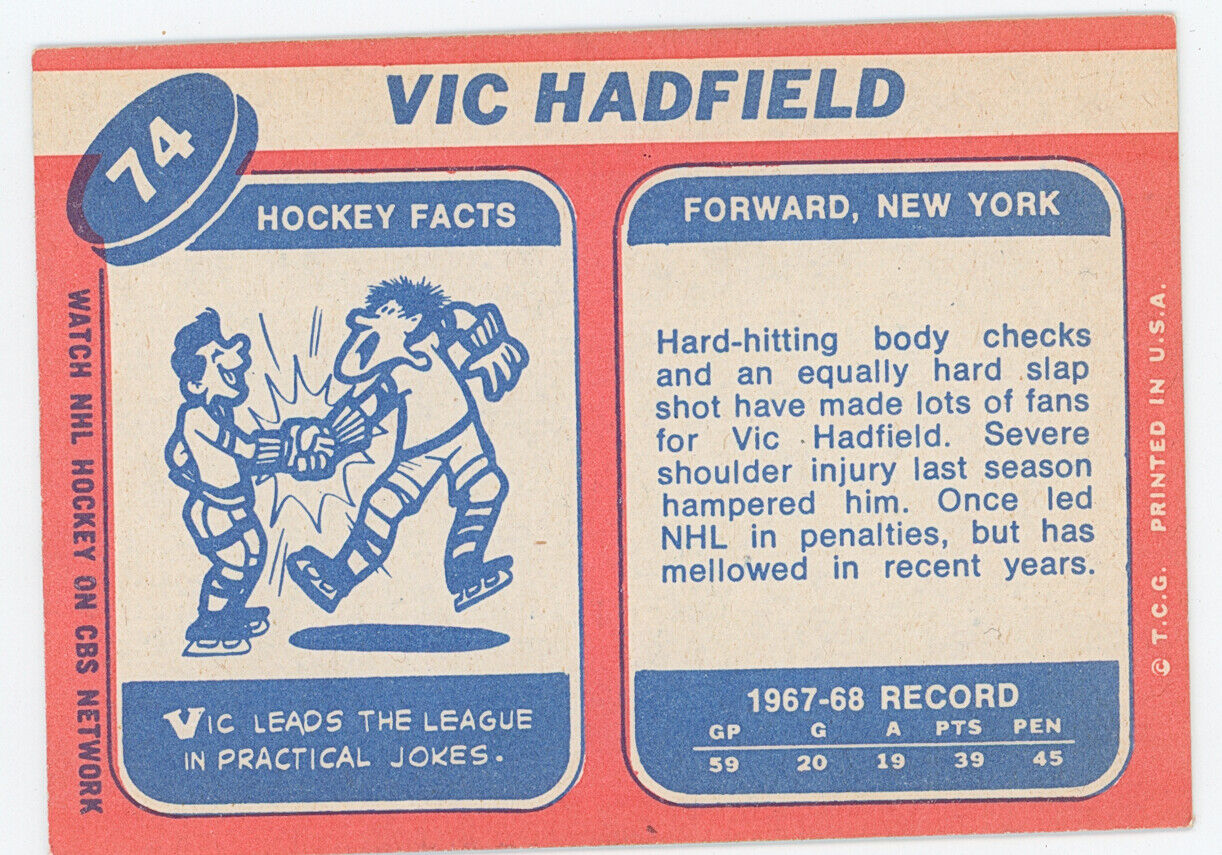 VIC HADFIELD
74
HOCKEY FACTS
VIC LEADS THE LEAGUE
IN PRACTICAL JOKES.
WATCH NHL HOCKEY ON CBS NETWORK
FORWARD, NEW YORK
Hard-hitting body checks
and an equally hard slap
shot have made lots of fans
for Vic Hadfield. Severe
shoulder injury last season
hampered him. Once led
NHL in penalties, but has
mellowed in recent years.
1967-68 RECORD
GP G A PTS PEN
59 20 19 39 45
© T.C.G. PRINTED IN U.S.A.